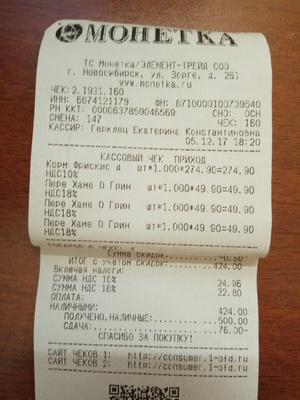 МОНЕТКА
ТС Монетка/ЭЛЕМЕНТ-ТРЕЙД ООО
г. Новосибирск, ул. Зорге, д. 261
www.monetka.ru
ЧЕК:2.1931.160
ИНН: 6674121179 ФН: 8710000100739640
РН ККТ: 0000637859046569 СНО: ОСН
СМЕНА: 147 ЧЕК: 160
КАССИР: Герклец Екатерина Константиновна
05.12.17 18:20
КАССОВЫЙ ЧЕК ПРИХОД
Корм Фрискис д шт*1.000*274.90=274.90
НДС10%
Пюре Хаме О Грин шт*1.000*49.90=49.90
НДС18%
Пюре Хаме О Грин шт*1.000*49.90=49.90
НДС18%
Пюре Хаме О Грин шт*1.000*49.90=49.90
НДС18%
СУММА СКИДОК
ИТОГ С УЧЕТОМ СКИДОК: 424.00
Включая налоги:
СУММА НДС 10% 24.96
СУММА НДС 18% 22.80
ОПЛАТА:
НАЛИЧНЫМИ: 424.00
ПОЛУЧЕНО, НАЛИЧНЫЕ: 500.00
СДАЧА: 76.00
СПАСИБО ЗА ПОКУПКУ!
САЙТ ЧЕКОВ 1: http://consumer.1-ofd.ru
САЙТ ЧЕКОВ 2: http://consumer.1-ofd.ru